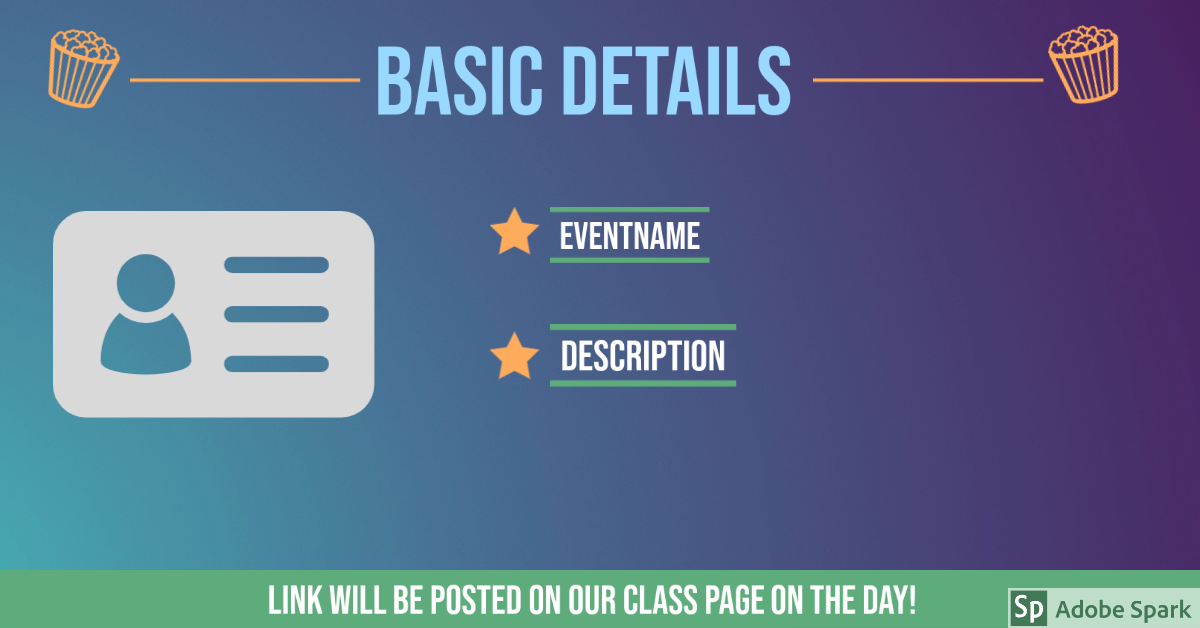 BASIC DETAILS
EVENTNAME
DESCRIPTION
LINK WILL BE POSTED ON OUR CLASS PAGE ON THE DAY!
Sp Adobe Spark